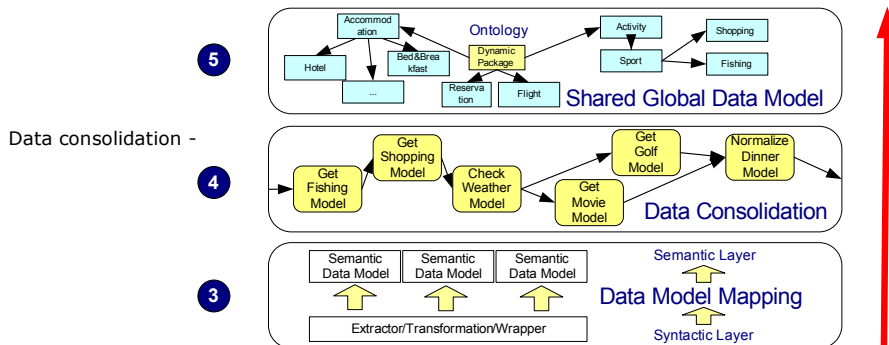 5
Ontology
Accommod
ation
Hotel
...
Bed&Brea
kfast
Dynamic
Package
Reserva
tion
Flight
Activity
Sport
Shopping
Fishing
Shared Global Data Model
Data consolidation -
4
Get
Fishing
Model
Get
Shopping
Model
Check
Weather
Model
Get
Golf
Model
Get
Movie
Model
Normalize
Dinner
Model
Data Consolidation
3
Semantic
Data Model
Semantic
Data Model
Semantic
Data Model
Extractor/Transformation/Wrapper
Semantic Layer
Data Model Mapping
Syntactic Layer